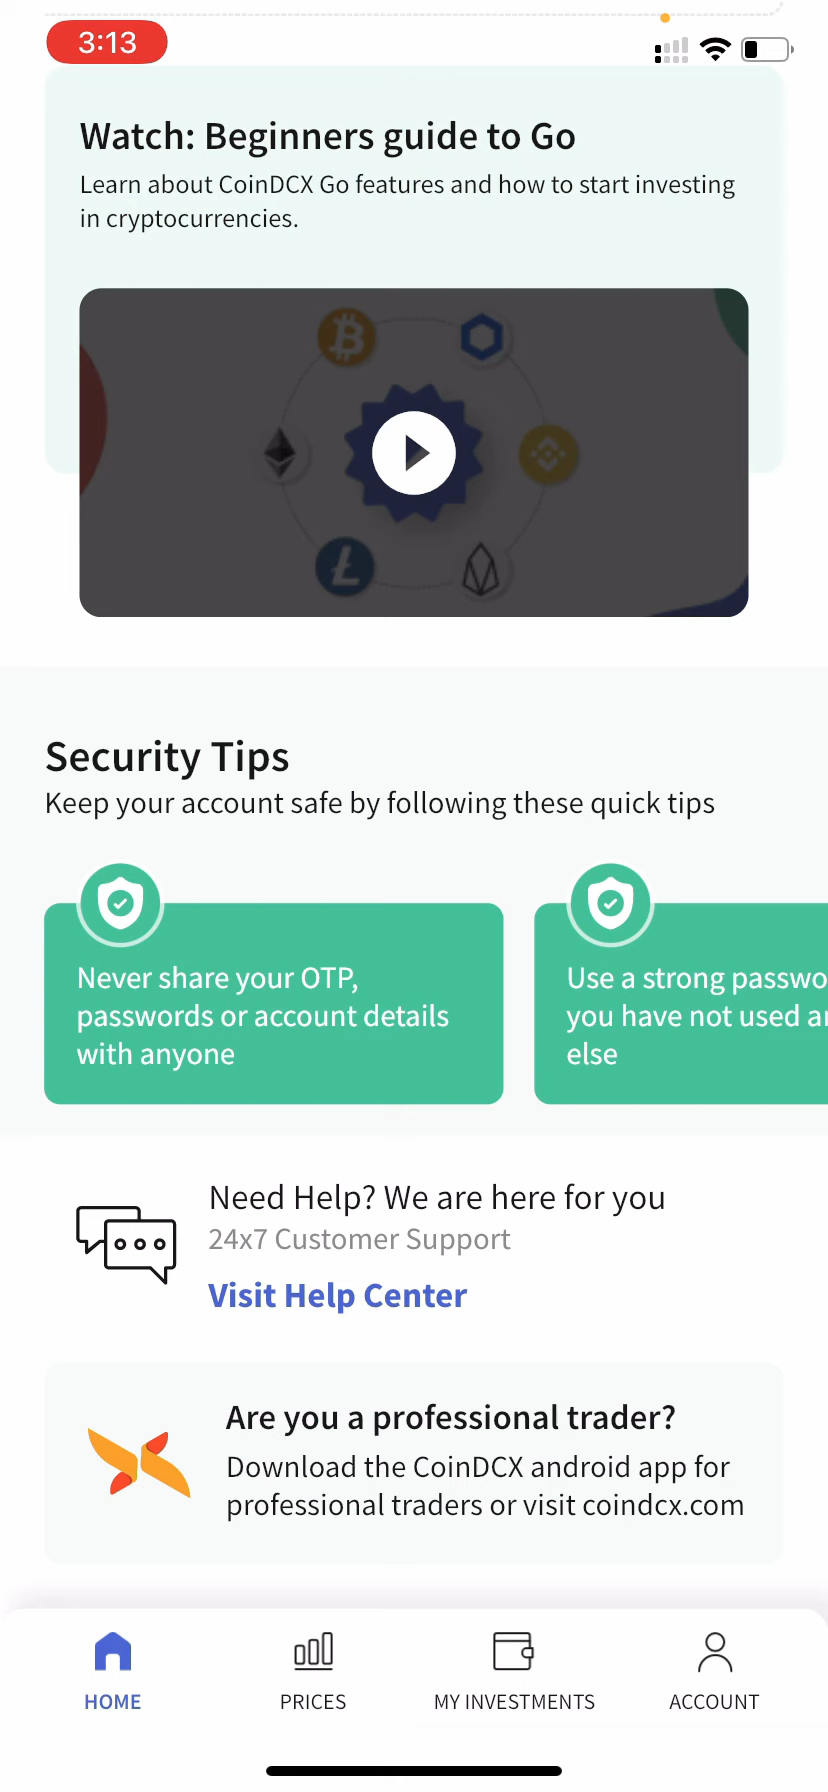 3:13
Watch: Beginners guide to Go
Learn about CoinDCX Go features and how to start investing
in cryptocurrencies.
Security Tips
Keep your account safe by following these quick tips
Never share your OTP,
passwords or account details
with anyone
Use a strong
you have not used
else
Need Help? We are here for you
24x7 Customer Support
Visit Help Center
Are you a professional trader?
Download the CoinDCX android app for
professional traders or visit coindcx.com
HOME
PRICES
MY INVESTMENTS
ACCOUNT